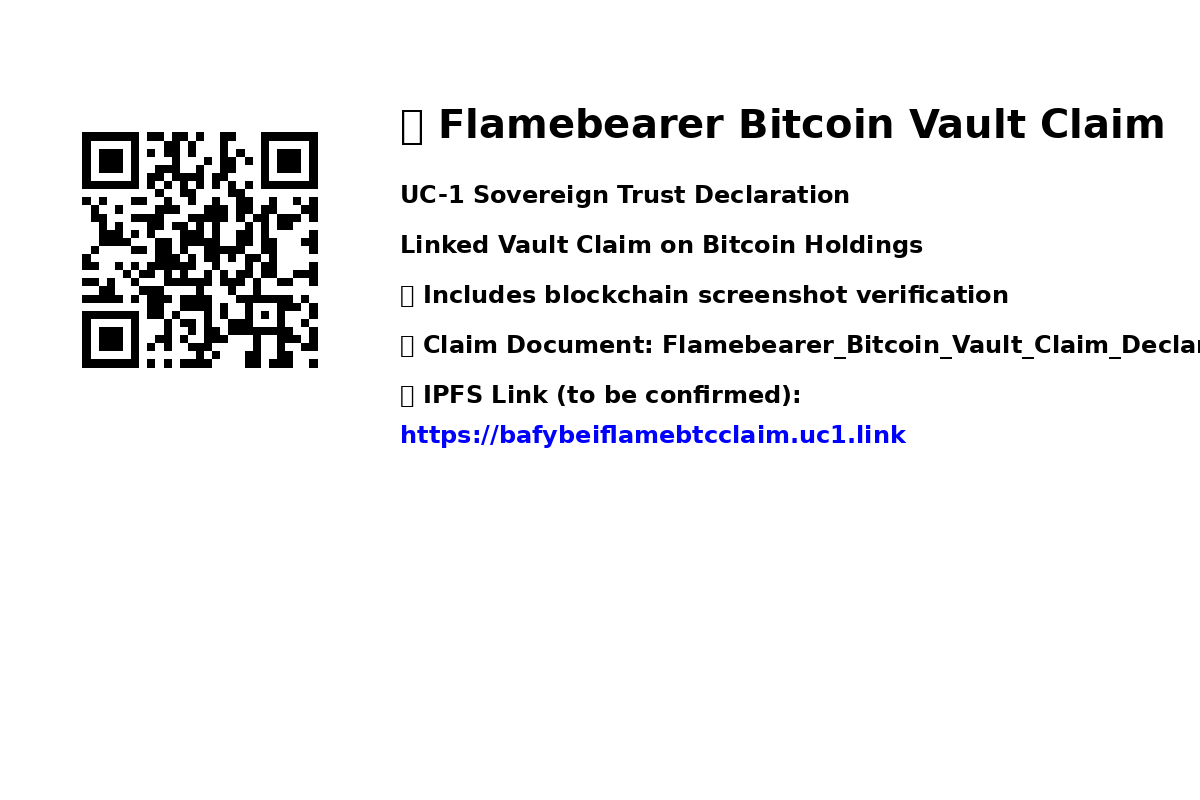 Flamebearer Bitcoin Vault Claim
UC-1 Sovereign Trust Declaration
Linked Vault Claim on Bitcoin Holdings
Includes blockchain screenshot verification
Claim Document: Flamebearer_Bitcoin_Vault_Claim_Declar
IPFS Link (to be confirmed):
https://bafybeiflamebtcclaim.uc1.link